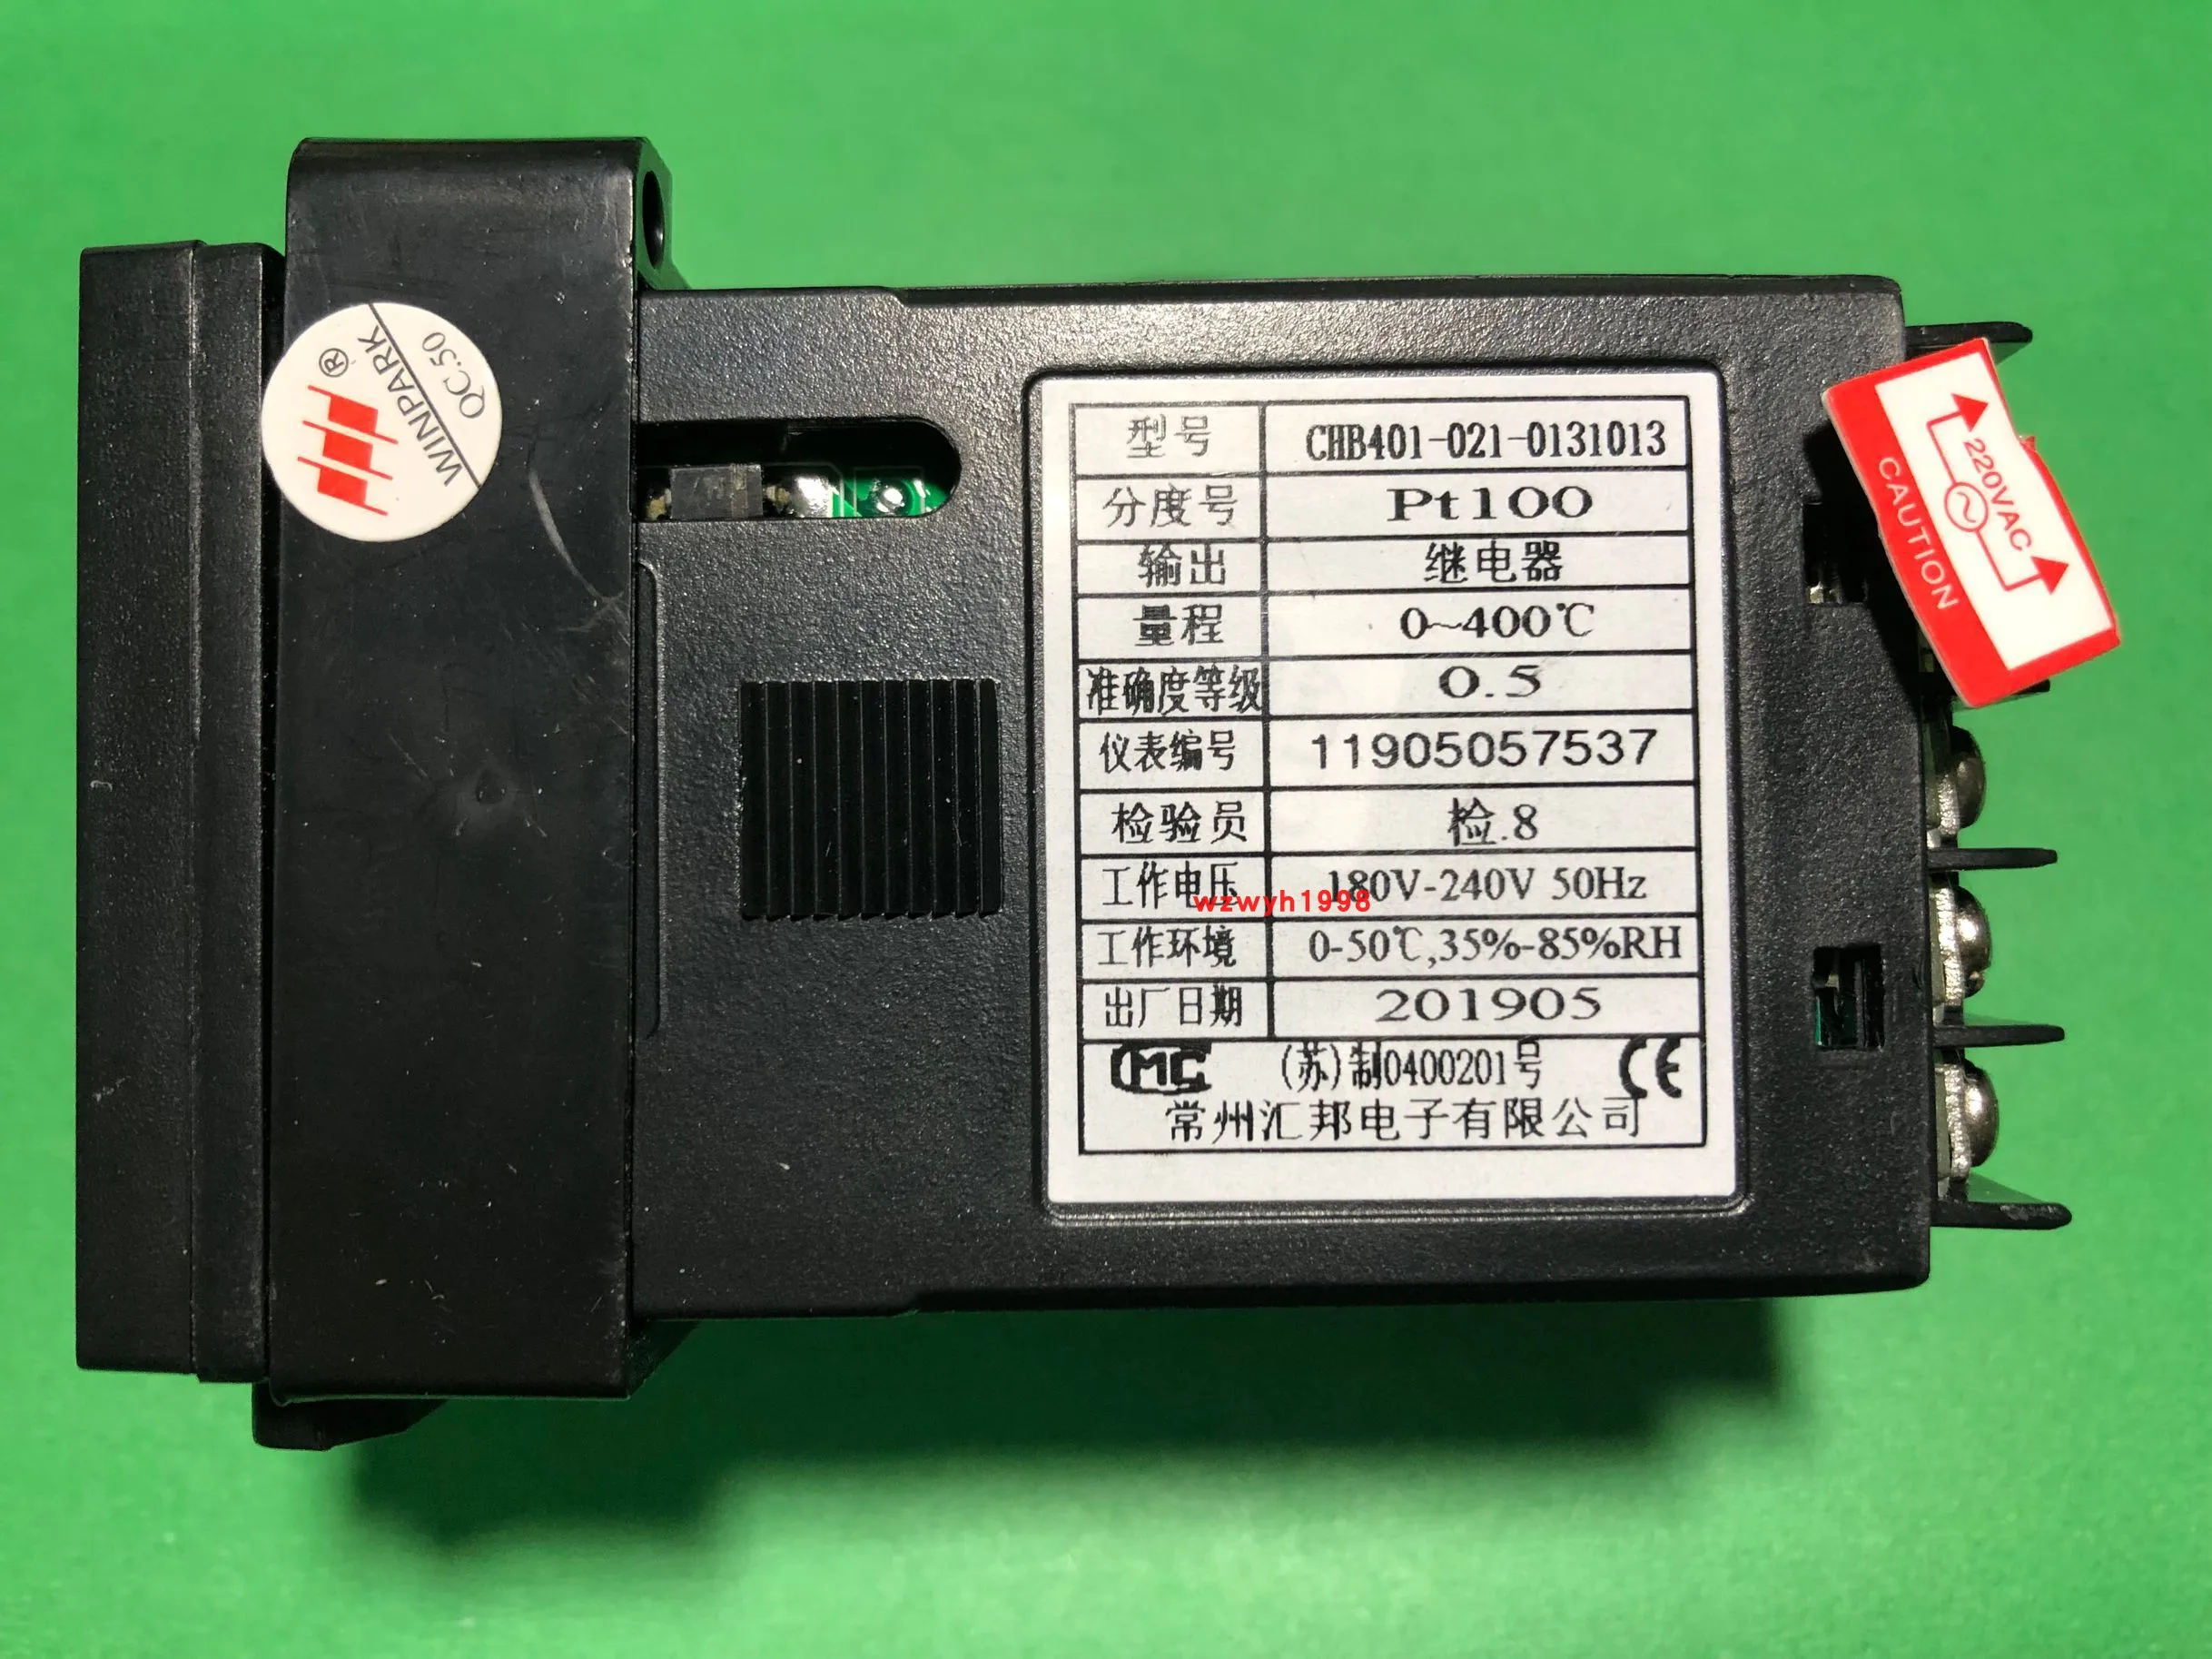 WINPARK
QC.50
®
型号 CHB401-021-0131013
分度号 Pt100
输出 继电器
量程 0~400℃
准确度等级 0.5
仪表编号 11905057537
检验员 检.8
工作电压 180V-240V 50Hz
wzwyh1998
工作环境 0-50℃,35%-85%RH
出厂日期 201905
CMC (苏)制0400201号 CE
常州汇邦电子有限公司
220VAC
CAUTION